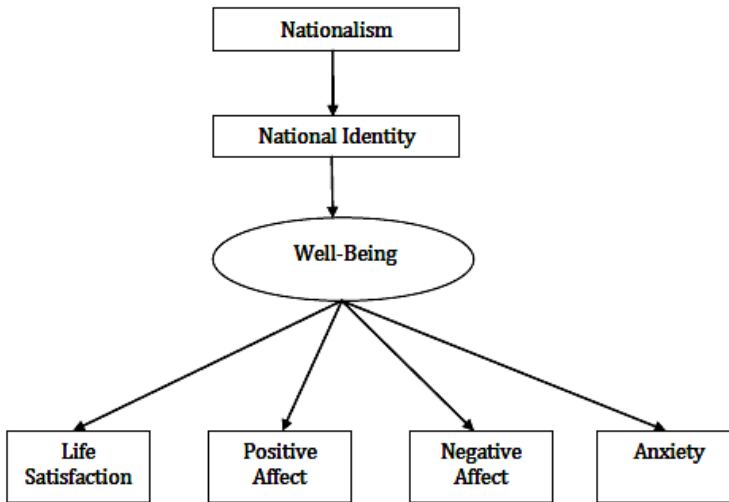 Nationalism
National Identity
Well-Being
Life
Satisfaction
Positive
Affect
Negative
Affect
Anxiety